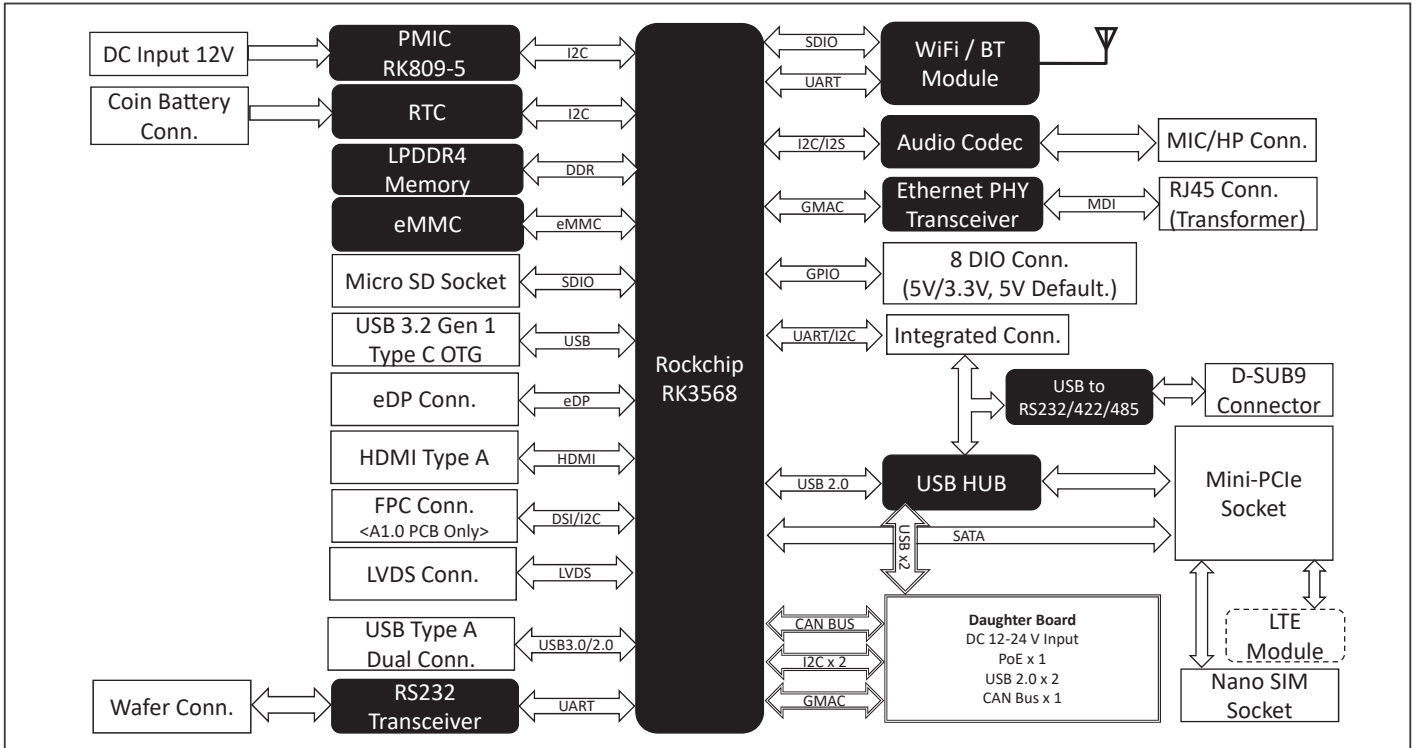 DC Input 12V
PMIC
RK809-5
I2C
Coin Battery
Conn.
RTC
I2C
LPDDR4
Memory
DDR
eMMC
eMMC
Micro SD Socket
SDIO
USB 3.2 Gen 1
Type C OTG
USB
eDP Conn.
eDP
HDMI Type A
HDMI
FPC Conn.
<A1.0 PCB Only>
DSI/I2C
LVDS Conn.
LVDS
USB Type A
Dual Conn.
USB3.0/2.0
Wafer Conn.
RS232
Transceiver
UART
Rockchip
RK3568
SDIO
UART
WiFi / BT
Module
I2C/I2S
Audio Codec
MIC/HP Conn.
GMAC
Ethernet PHY
Transceiver
MDI
RJ45 Conn.
(Transformer)
GPIO
8 DIO Conn.
(5V/3.3V, 5V Default.)
UART/I2C
Integrated Conn.
USB to
RS232/422/485
D-SUB9
Connector
USB 2.0
USB HUB
Mini-PCIe
Socket
SATA
USB x2
CAN BUS
I2C x 2
GMAC
Daughter Board
DC 12-24 V Input
PoE x 1
USB 2.0 x 2
CAN Bus x 1
LTE
Module
Nano SIM
Socket